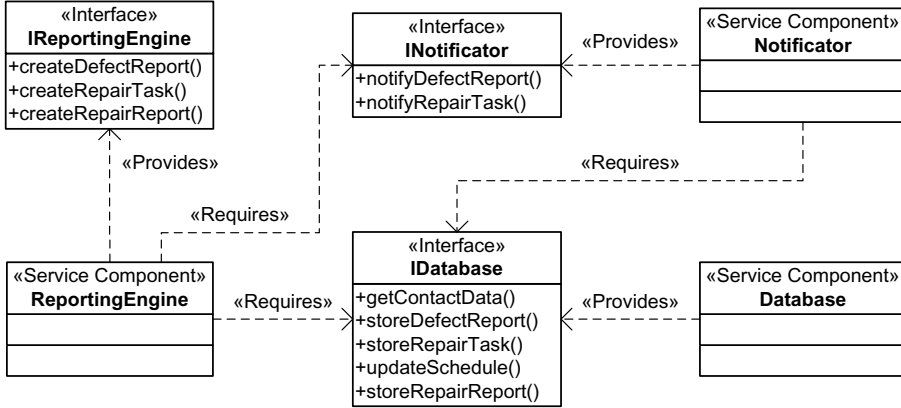 «Interface»
IReportingEngine
+createDefectReport()
+createRepairTask()
+createRepairReport()
«Interface»
INotificator
+notifyDefectReport()
+notifyRepairTask()
«Provides»
«Service Component»
Notificator
«Provides»
«Requires»
«Requires»
«Service Component»
ReportingEngine
«Requires»
«Interface»
IDatabase
+getContactData()
+storeDefectReport()
+storeRepairTask()
+updateSchedule()
+storeRepairReport()
«Provides»
«Service Component»
Database